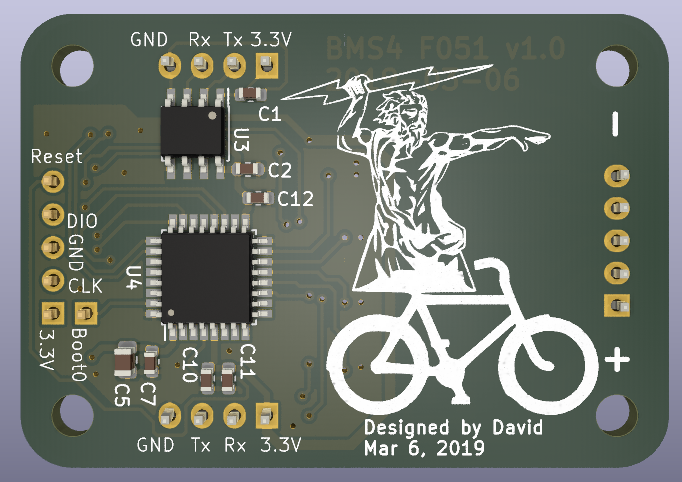 GND Rx Tx 3.3V
BMS4 F051 v1.0
C1
U3
Reset
C2
C12
DIO
GND
CLK
U4
3.3V
Boot0
C5
C7
C10
C11
-
+
GND Tx Rx 3.3V
Designed by David
Mar 6, 2019